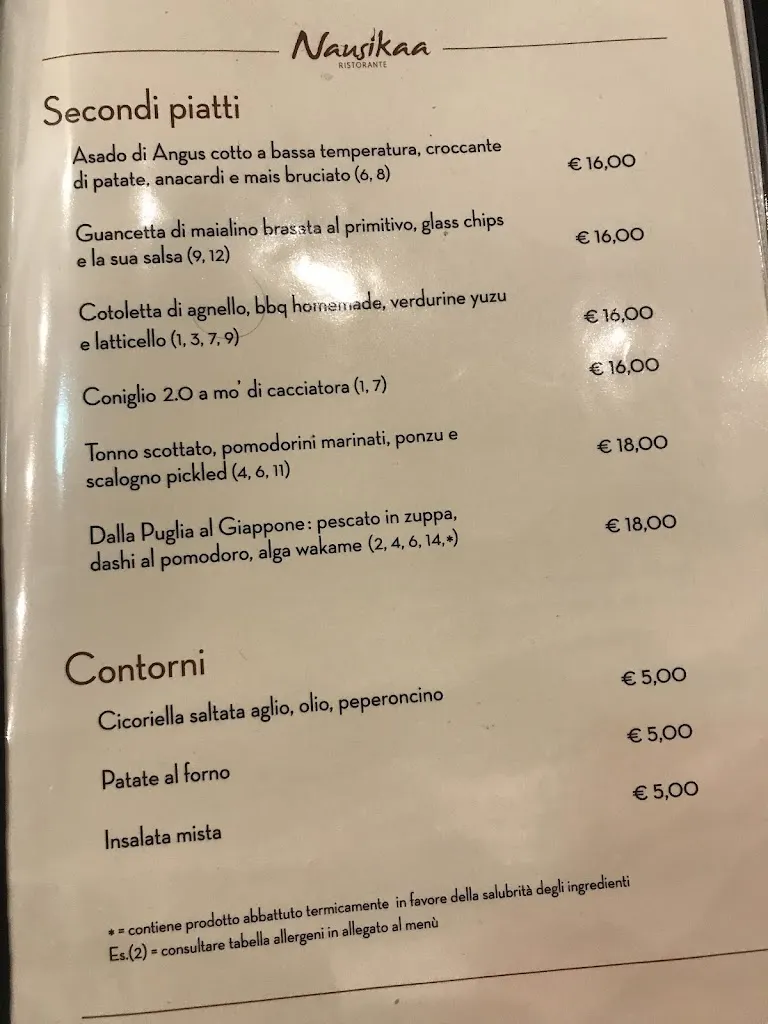 Nausikaa
RISTORANTE
Secondi piatti
Asado di Angus cotto a bassa temperatura, croccante
di patate, anacardi e mais bruciato (6, 8)
€ 16,00
Guancetta di maialino brasata al primitivo, glass chips
e la sua salsa (9, 12)
€ 16,00
Cotoletta di agnello, bbq homemade, verdurine yuzu
e latticello (1, 3, 7, 9)
€ 16,00
Coniglio 2.0 a mo' di cacciatora (1, 7)
€ 16,00
Tonno scottato, pomodorini marinati, ponzu e
scalogno pickled (4, 6, 11)
€ 18,00
Dalla Puglia al Giappone: pescato in zuppa,
dashi al pomodoro, alga wakame (2, 4, 6, 14,*)
€ 18,00
Contorni
Cicoriella saltata aglio, olio, peperoncino
€ 5,00
Patate al forno
€ 5,00
Insalata mista
€ 5,00
* = contiene prodotto abbattuto termicamente in favore della salubrità degli ingredienti
Es.(2) = consultare tabella allergeni in allegato al menù